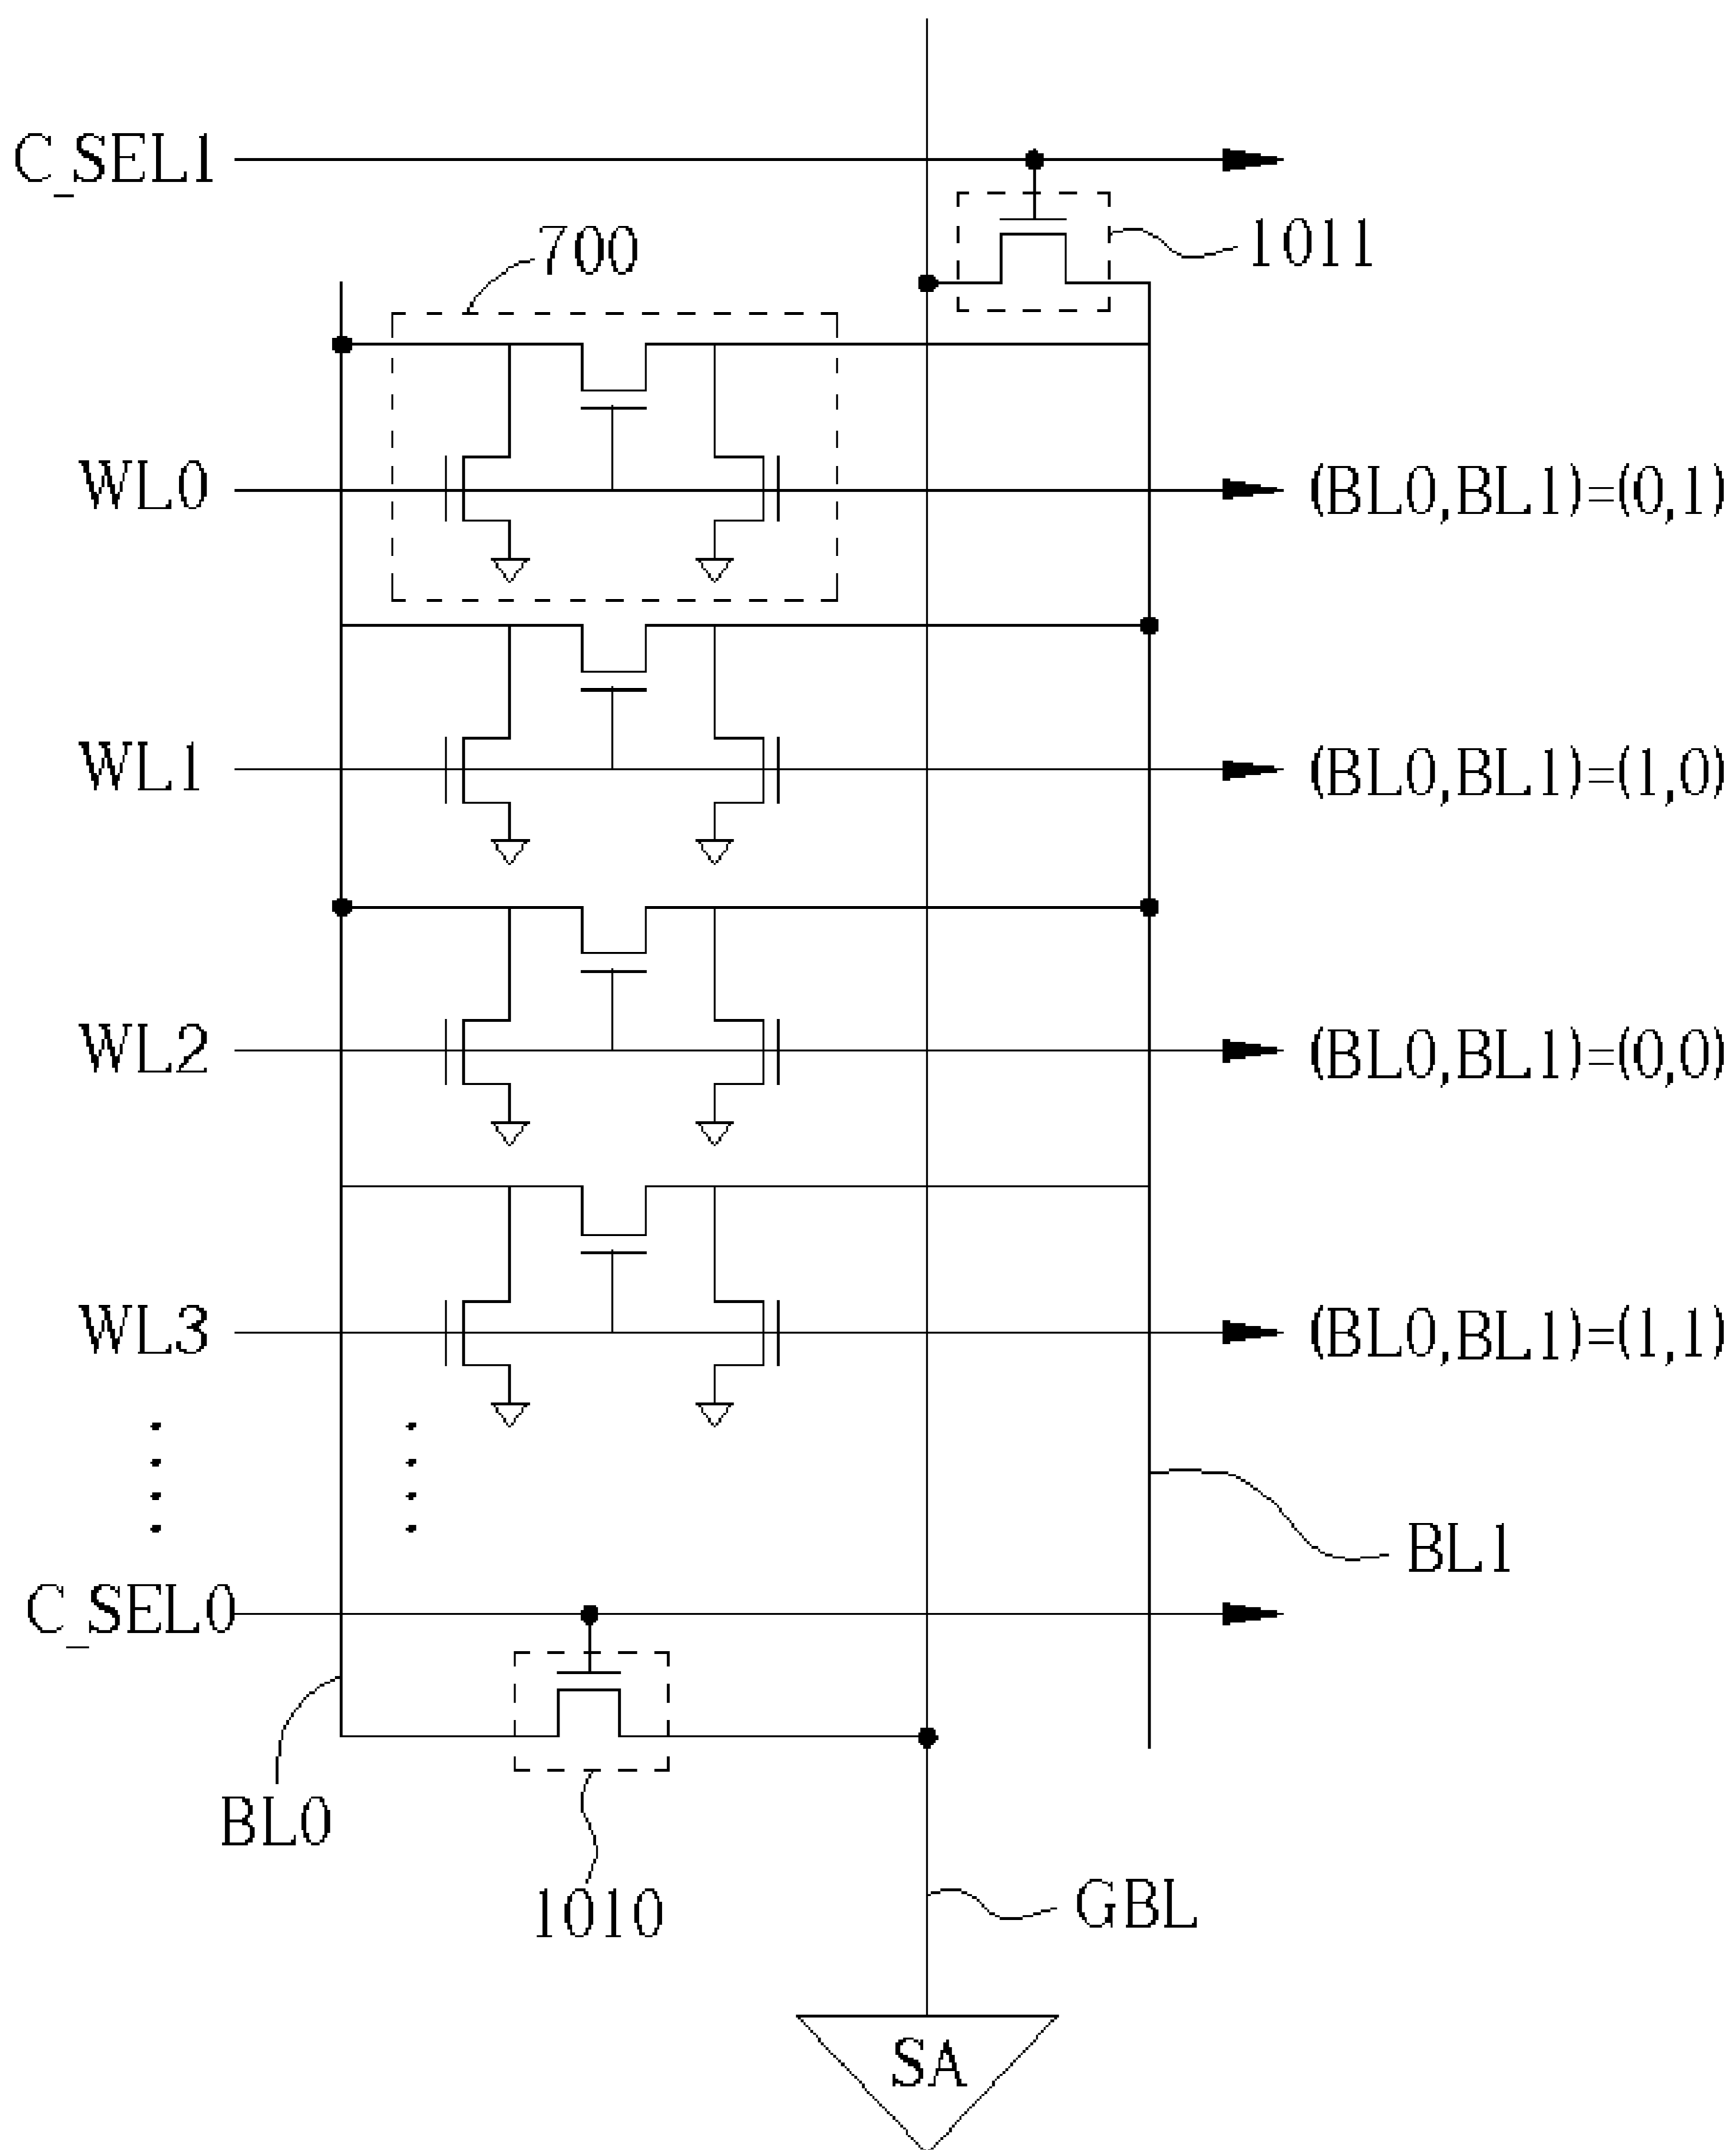 C_SEL1
700
1011
WL0
(BL0,BL1)=(0,1)
WL1
(BL0,BL1)=(1,0)
WL2
(BL0,BL1)=(0,0)
WL3
(BL0,BL1)=(1,1)
BL1
C_SEL0
BL0
1010
GBL
SA